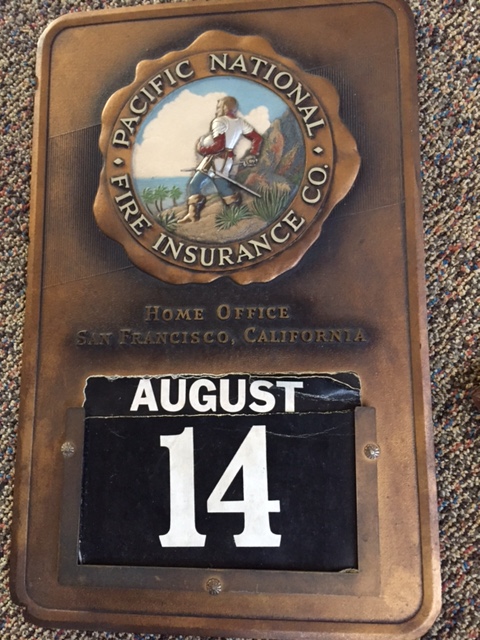 PACIFIC NATIONAL
FIRE INSURANCE CO.
HOME OFFICE
SAN FRANCISCO, CALIFORNIA
AUGUST
14